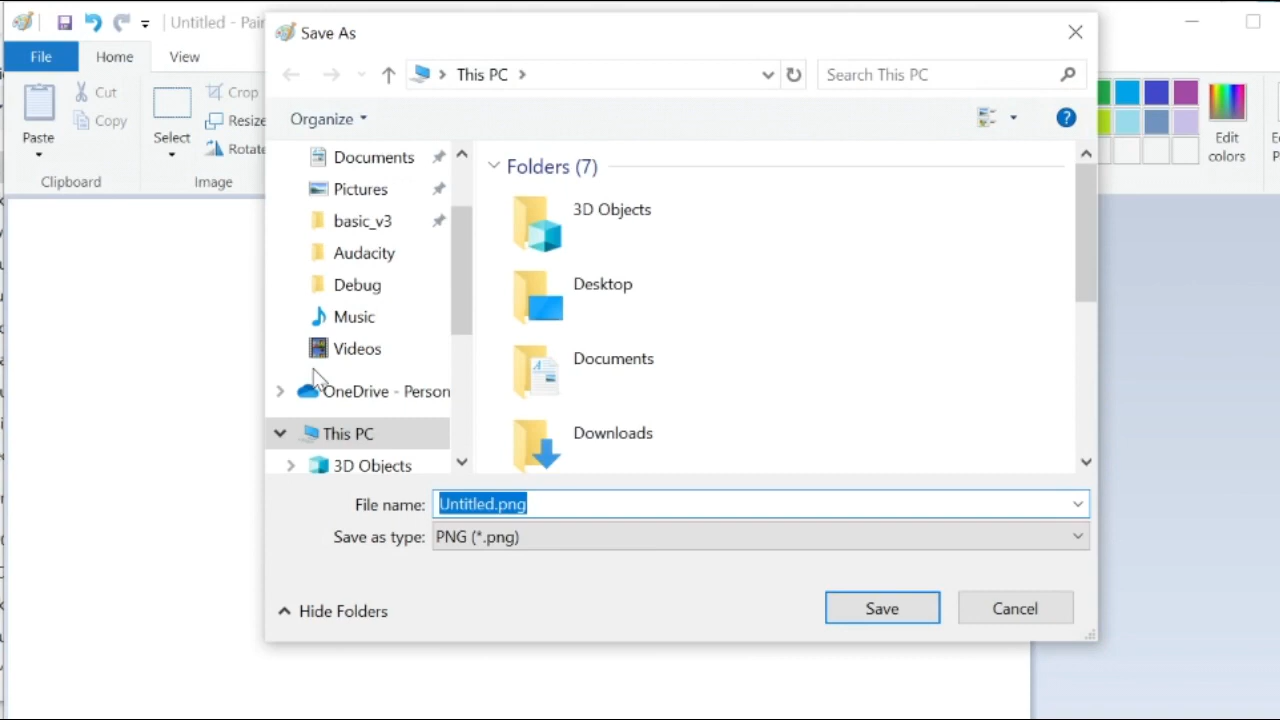 Untitled - Pai
File
Home
View
Paste
Cut
Copy
Clipboard
Select
Crop
Resize
Rotate
Image
Edit
colors
Save As
This PC
Search This PC
Organize
Documents
Pictures
basic_v3
Audacity
Debug
Music
Videos
OneDrive - Person
This PC
3D Objects
Folders (7)
3D Objects
Desktop
Documents
Downloads
File name: Untitled.png
Save as type: PNG (*.png)
Hide Folders
Save
Cancel